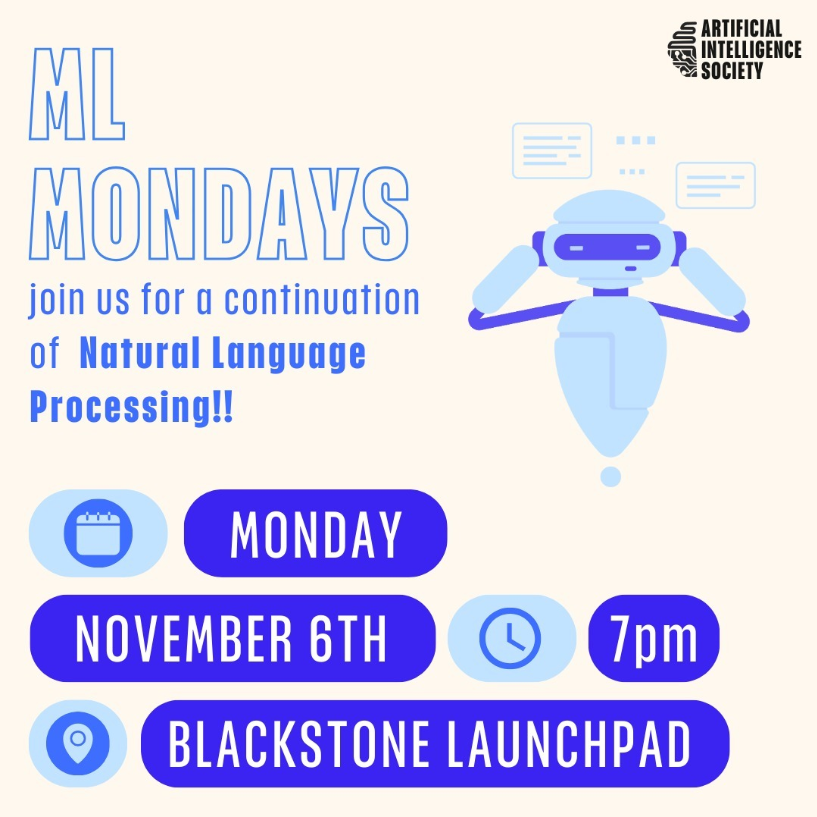 ARTIFICIAL
INTELLIGENCE
SOCIETY
ML
MONDAYS
join us for a continuation
of Natural Language
Processing!!
MONDAY
NOVEMBER 6TH
7pm
BLACKSTONE LAUNCHPAD